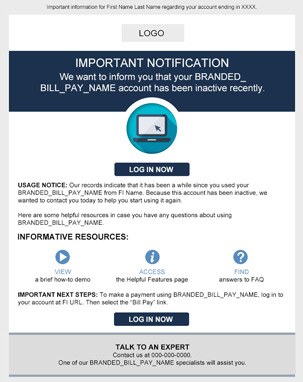 Important information for First Name Last Name regarding your account ending in XXXX.
LOGO
IMPORTANT NOTIFICATION
We want to inform you that your BRANDED_
BILL_PAY_NAME account has been inactive recently.
LOG IN NOW
USAGE NOTICE: Our records indicate that it has been a while since you used your
BRANDED_BILL_PAY_NAME from FI Name. Because this account has been inactive, we
wanted to contact you today to help you start using it again.
Here are some helpful resources in case you have any questions about using
BRANDED_BILL_PAY_NAME.
INFORMATIVE RESOURCES:
VIEW
a brief how-to demo
ACCESS
the Helpful Features page
FIND
answers to FAQ
IMPORTANT NEXT STEPS: To make a payment using BRANDED_BILL_PAY_NAME, log in to
your account at FI URL. Then select the “Bill Pay” link.
LOG IN NOW
TALK TO AN EXPERT
Contact us at 000-000-0000.
One of our BRANDED_BILL_PAY_NAME specialists will assist you.